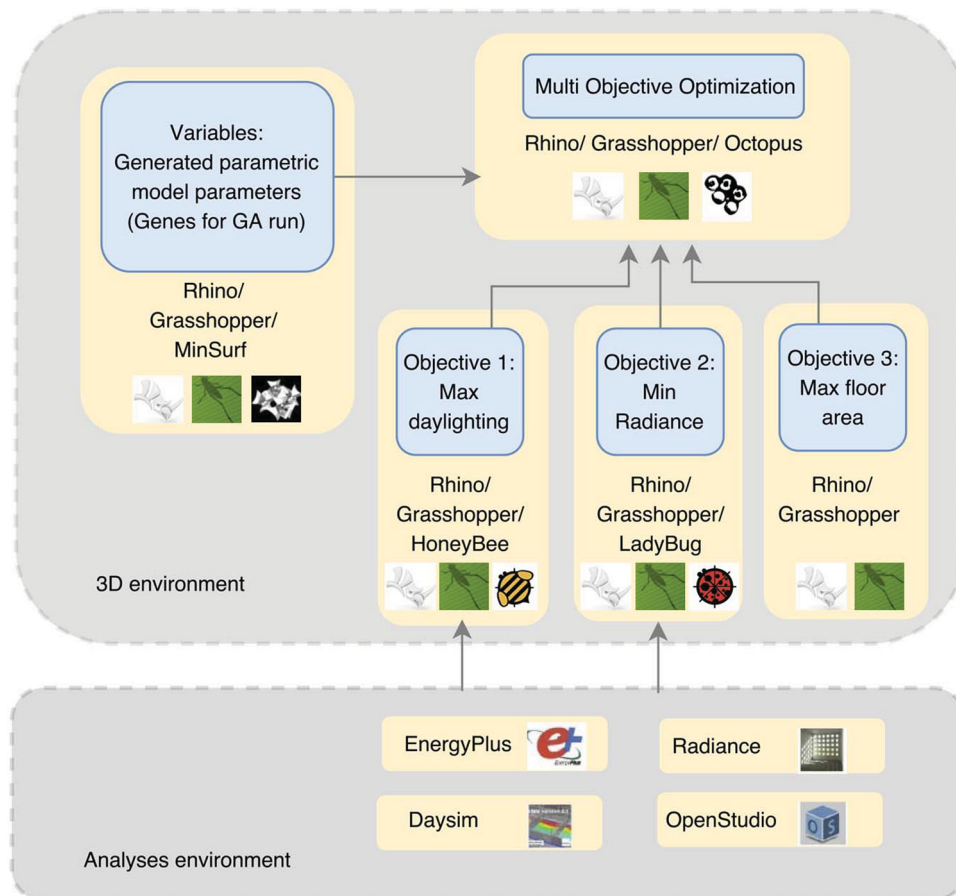 Multi Objective Optimization
Rhino/ Grasshopper/ Octopus
Variables:
Generated parametric
model parameters
(Genes for GA run)
Rhino/
Grasshopper/
MinSurf
Objective 1:
Max
daylighting
Rhino/
Grasshopper/
HoneyBee
Objective 2:
Min
Radiance
Rhino/
Grasshopper/
LadyBug
Objective 3:
Max floor
area
Rhino/
Grasshopper
3D environment
EnergyPlus
e+
ENERGYPLUS
Radiance
Daysim
OpenStudio
OS
Analyses environment